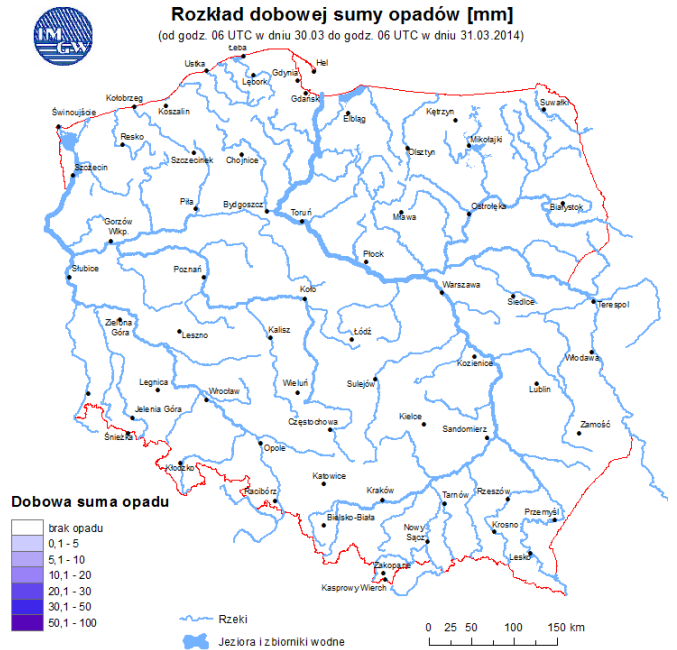 IM
GW
Rozkład dobowej sumy opadów [mm]
(od godz. 06 UTC w dniu 30.03 do godz. 06 UTC w dniu 31.03.2014)
Łeba
Ustka
Hel
Gdynia
Lębork
Gdańsk
Kołobrzeg
Koszalin
Suwałki
Świnoujście
Elbląg
Kętrzyn
Resko
Mikołajki
Olsztyn
Szczecinek
Chojnice
Szczecin
Piła
Bydgoszcz
Toruń
Mława
Ostrołęka
Białystok
Gorzów
Wlkp.
Płock
Słubice
Poznań
Koło
Warszawa
Siedlce
Terespol
Zielona
Góra
Leszno
Kalisz
Łódź
Kozienice
Włodawa
Legnica
Wrocław
Wieluń
Sulejów
Lublin
Jelenia Góra
Kielce
Częstochowa
Sandomierz
Zamość
Śnieżka
Opole
Kłodzko
Katowice
Racibórz
Kraków
Tarnów
Rzeszów
Bielsko-Biała
Przemyśl
Nowy
Sącz
Krosno
Lesko
Zakopane
Kasprowy Wierch
Dobowa suma opadu
brak opadu
0,1 - 5
5,1 - 10
10,1 - 20
20,1 - 30
30,1 - 50
50,1 - 100
Rzeki
Jeziora i zbiorniki wodne
0 25 50 100 150 km